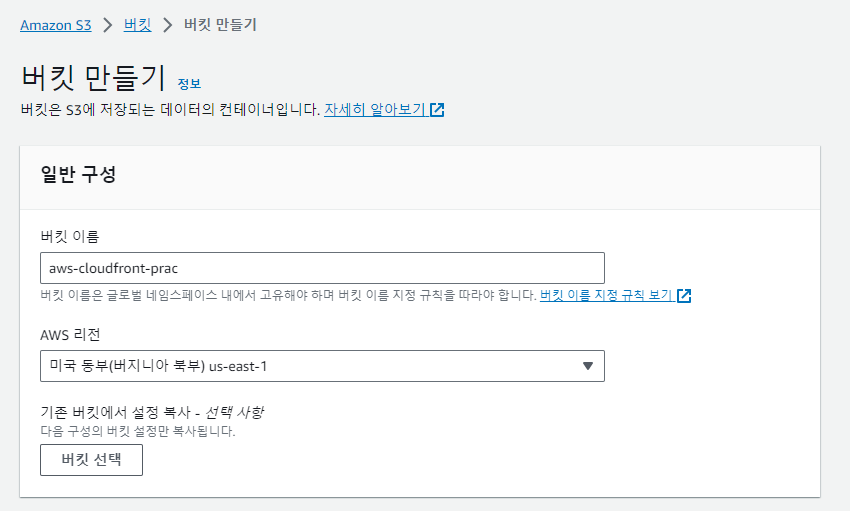 Amazon S3 > 버킷 > 버킷 만들기
버킷 만들기 정보
버킷은 S3에 저장되는 데이터의 컨테이너입니다. 자세히 알아보기
일반 구성
버킷 이름
aws-cloudfront-prac
버킷 이름은 글로벌 네임스페이스 내에서 고유해야 하며 버킷 이름 지정 규칙을 따라야 합니다. 버킷 이름 지정 규칙 보기
AWS 리전
미국 동부(버지니아 북부) us-east-1
기존 버킷에서 설정 복사 - 선택 사항
다음 구성의 버킷 설정만 복사됩니다.
버킷 선택